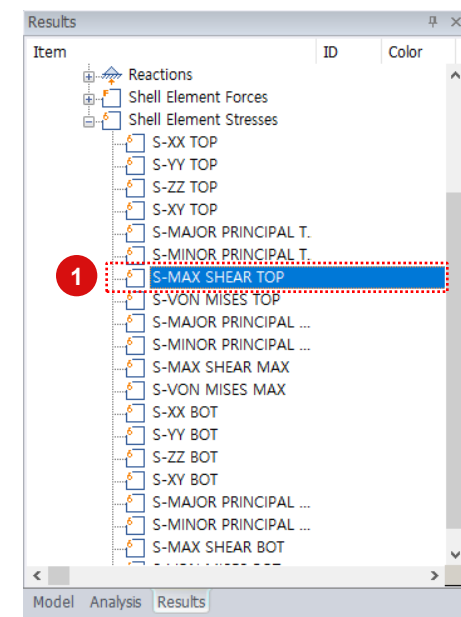 Results
Item ID Color
Reactions
Shell Element Forces
Shell Element Stresses
S-XX TOP
S-YY TOP
S-ZZ TOP
S-XY TOP
S-MAJOR PRINCIPAL T.
S-MINOR PRINCIPAL T.
1 S-MAX SHEAR TOP
S-VON MISES TOP
S-MAJOR PRINCIPAL ...
S-MINOR PRINCIPAL ...
S-MAX SHEAR MAX
S-VON MISES MAX
S-XX BOT
S-YY BOT
S-ZZ BOT
S-XY BOT
S-MAJOR PRINCIPAL ...
S-MINOR PRINCIPAL ...
S-MAX SHEAR BOT
Model Analysis Results